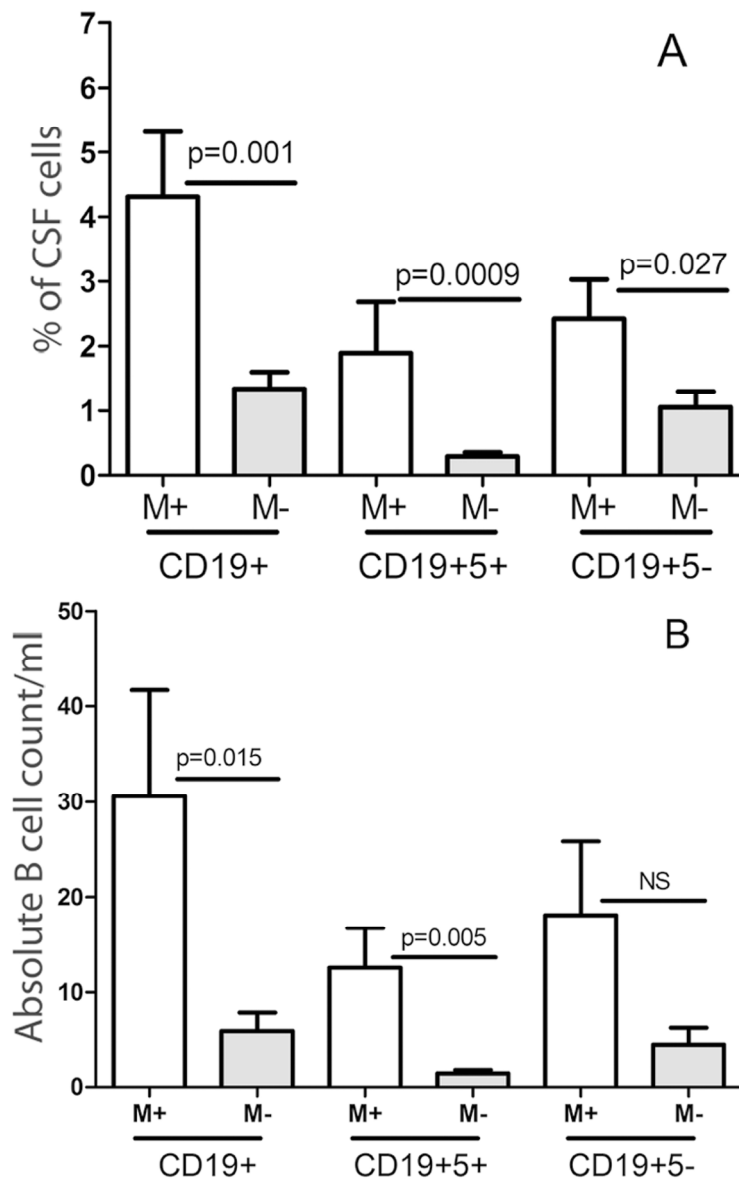 A
% of CSF cells
7
6
5
4
3
2
1
0
p=0.001
p=0.0009
p=0.027
M+ M- M+ M- M+ M-
CD19+ CD19+5+ CD19+5-
B
Absolute B cell count/ml
50
40
30
20
10
0
p=0.015
p=0.005
NS
M+ M- M+ M- M+ M-
CD19+ CD19+5+ CD19+5-